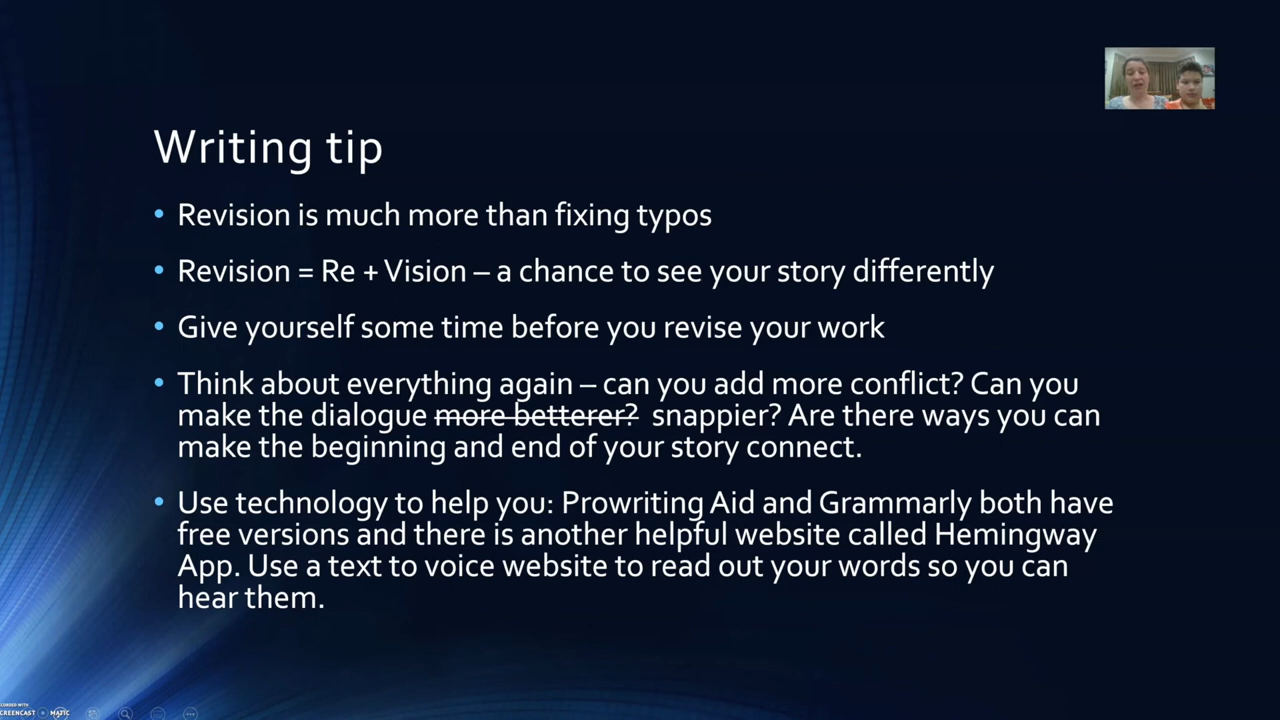 Writing tip
• Revision is much more than fixing typos
• Revision = Re + Vision – a chance to see your story differently
• Give yourself some time before you revise your work
• Think about everything again – can you add more conflict? Can you
make the dialogue more betterer? snappier? Are there ways you can
make the beginning and end of your story connect.
• Use technology to help you: Prowriting Aid and Grammarly both have
free versions and there is another helpful website called Hemingway
App. Use a text to voice website to read out your words so you can
hear them.
CORDED WITH
CREENCAST MATIC